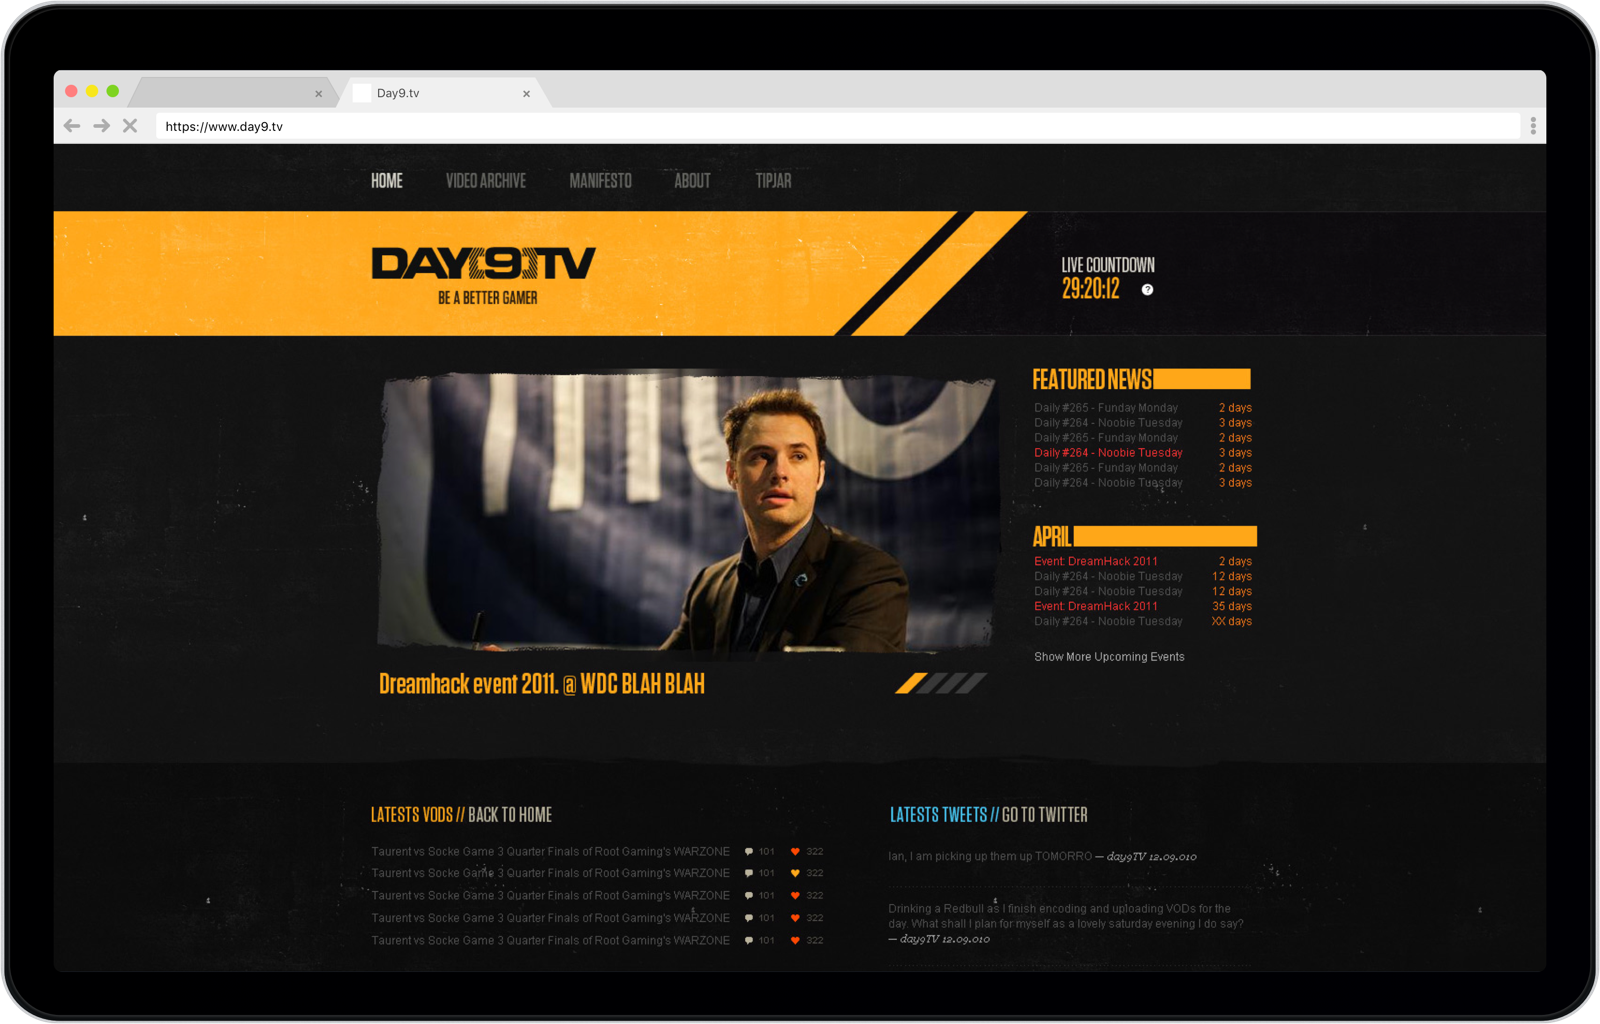 Day9.tv
https://www.day9.tv
HOME VIDEO ARCHIVE MANIFESTO ABOUT TIPJAR
DAY[9]TV
BE A BETTER GAMER
LIVE COUNTDOWN
29:20:12 ?
FEATURED NEWS
Daily #265 - Funday Monday 2 days
Daily #264 - Noobie Tuesday 3 days
Daily #265 - Funday Monday 2 days
Daily #264 - Noobie Tuesday 3 days
Daily #265 - Funday Monday 2 days
Daily #264 - Noobie Tuesday 3 days
APRIL
Event: DreamHack 2011 2 days
Daily #264 - Noobie Tuesday 12 days
Daily #264 - Noobie Tuesday 12 days
Event: DreamHack 2011 35 days
Daily #264 - Noobie Tuesday XX days
Show More Upcoming Events
Dreamhack event 2011. @ WDC BLAH BLAH
LATESTS VODS // BACK TO HOME
Taurent vs Socke Game 3 Quarter Finals of Root Gaming's WARZONE 101 322
Taurent vs Socke Game 3 Quarter Finals of Root Gaming's WARZONE 101 322
Taurent vs Socke Game 3 Quarter Finals of Root Gaming's WARZONE 101 322
Taurent vs Socke Game 3 Quarter Finals of Root Gaming's WARZONE 101 322
Taurent vs Socke Game 3 Quarter Finals of Root Gaming's WARZONE 101 322
LATESTS TWEETS // GO TO TWITTER
Ian, I am picking up them up TOMORRO — day9TV 12.09.010
Drinking a Redbull as I finish encoding and uploading VODs for the
day. What shall I plan for myself as a lovely saturday evening I do say?
— day9TV 12.09.010